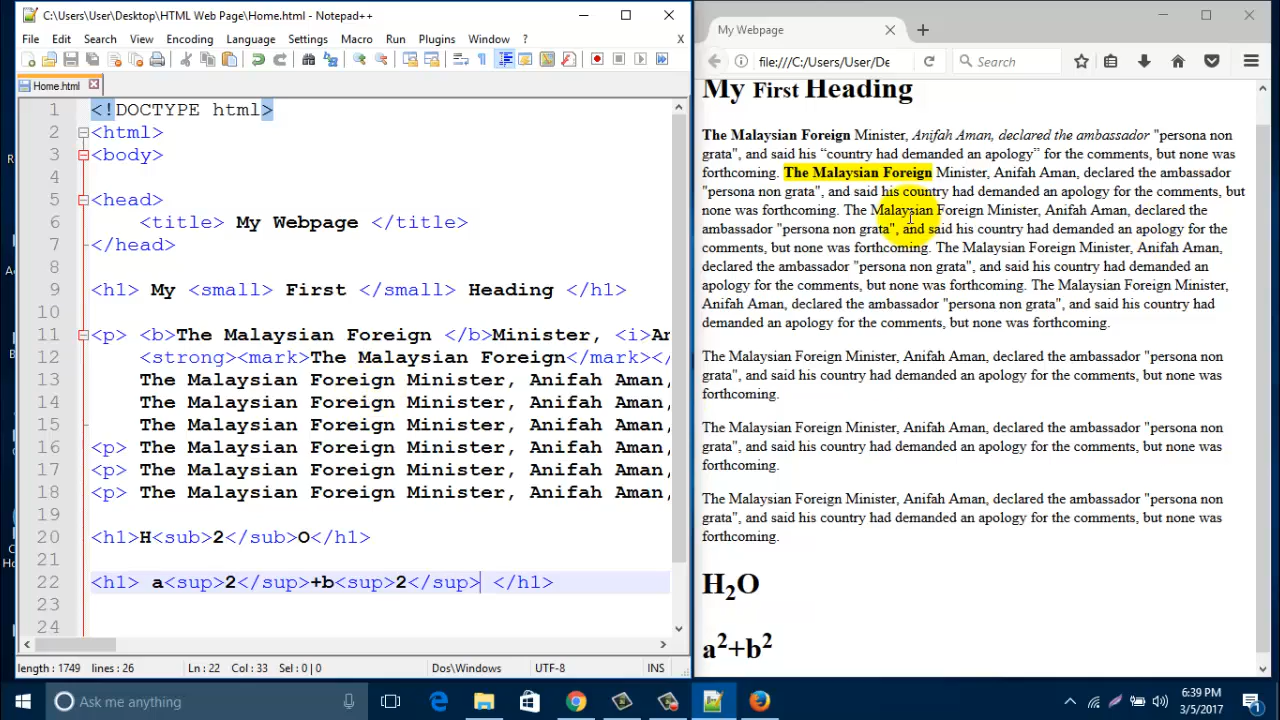 C:\Users\User\Desktop\HTML Web Page\Home.html - Notepad++
File Edit Search View Encoding Language Settings Macro Run Plugins Window ? X
Home.html
1 <!DOCTYPE html>
2 <html>
3 <body>
4
5 <head>
6 <title> My Webpage </title>
7 </head>
8
9 <h1> My <small> First </small> Heading </h1>
10
11 <p> <b>The Malaysian Foreign </b>Minister, <i>An
12 <strong><mark>The Malaysian Foreign</mark></
13 The Malaysian Foreign Minister, Anifah Aman,
14 The Malaysian Foreign Minister, Anifah Aman,
15 The Malaysian Foreign Minister, Anifah Aman,
16 <p> The Malaysian Foreign Minister, Anifah Aman,
17 <p> The Malaysian Foreign Minister, Anifah Aman,
18 <p> The Malaysian Foreign Minister, Anifah Aman,
19
20 <h1>H<sub>2</sub>O</h1>
21
22 <h1> a<sup>2</sup>+b<sup>2</sup> </h1>
23
24
length : 1749 lines : 26 Ln : 22 Col : 33 Sel : 0 | 0 Dos\Windows UTF-8 INS
My Webpage
file:///C:/Users/User/De
Search
My First Heading
The Malaysian Foreign Minister, Anifah Aman, declared the ambassador "persona non
grata", and said his “country had demanded an apology” for the comments, but none was
forthcoming. The Malaysian Foreign Minister, Anifah Aman, declared the ambassador
"persona non grata", and said his country had demanded an apology for the comments, but
none was forthcoming. The Malaysian Foreign Minister, Anifah Aman, declared the
ambassador "persona non grata", and said his country had demanded an apology for the
comments, but none was forthcoming. The Malaysian Foreign Minister, Anifah Aman,
declared the ambassador "persona non grata", and said his country had demanded an
apology for the comments, but none was forthcoming. The Malaysian Foreign Minister,
Anifah Aman, declared the ambassador "persona non grata", and said his country had
demanded an apology for the comments, but none was forthcoming.
The Malaysian Foreign Minister, Anifah Aman, declared the ambassador "persona non
grata", and said his country had demanded an apology for the comments, but none was
forthcoming.
The Malaysian Foreign Minister, Anifah Aman, declared the ambassador "persona non
grata", and said his country had demanded an apology for the comments, but none was
forthcoming.
The Malaysian Foreign Minister, Anifah Aman, declared the ambassador "persona non
grata", and said his country had demanded an apology for the comments, but none was
forthcoming.
H₂O
a²+b²
Ask me anything
6:39 PM
3/5/2017
1